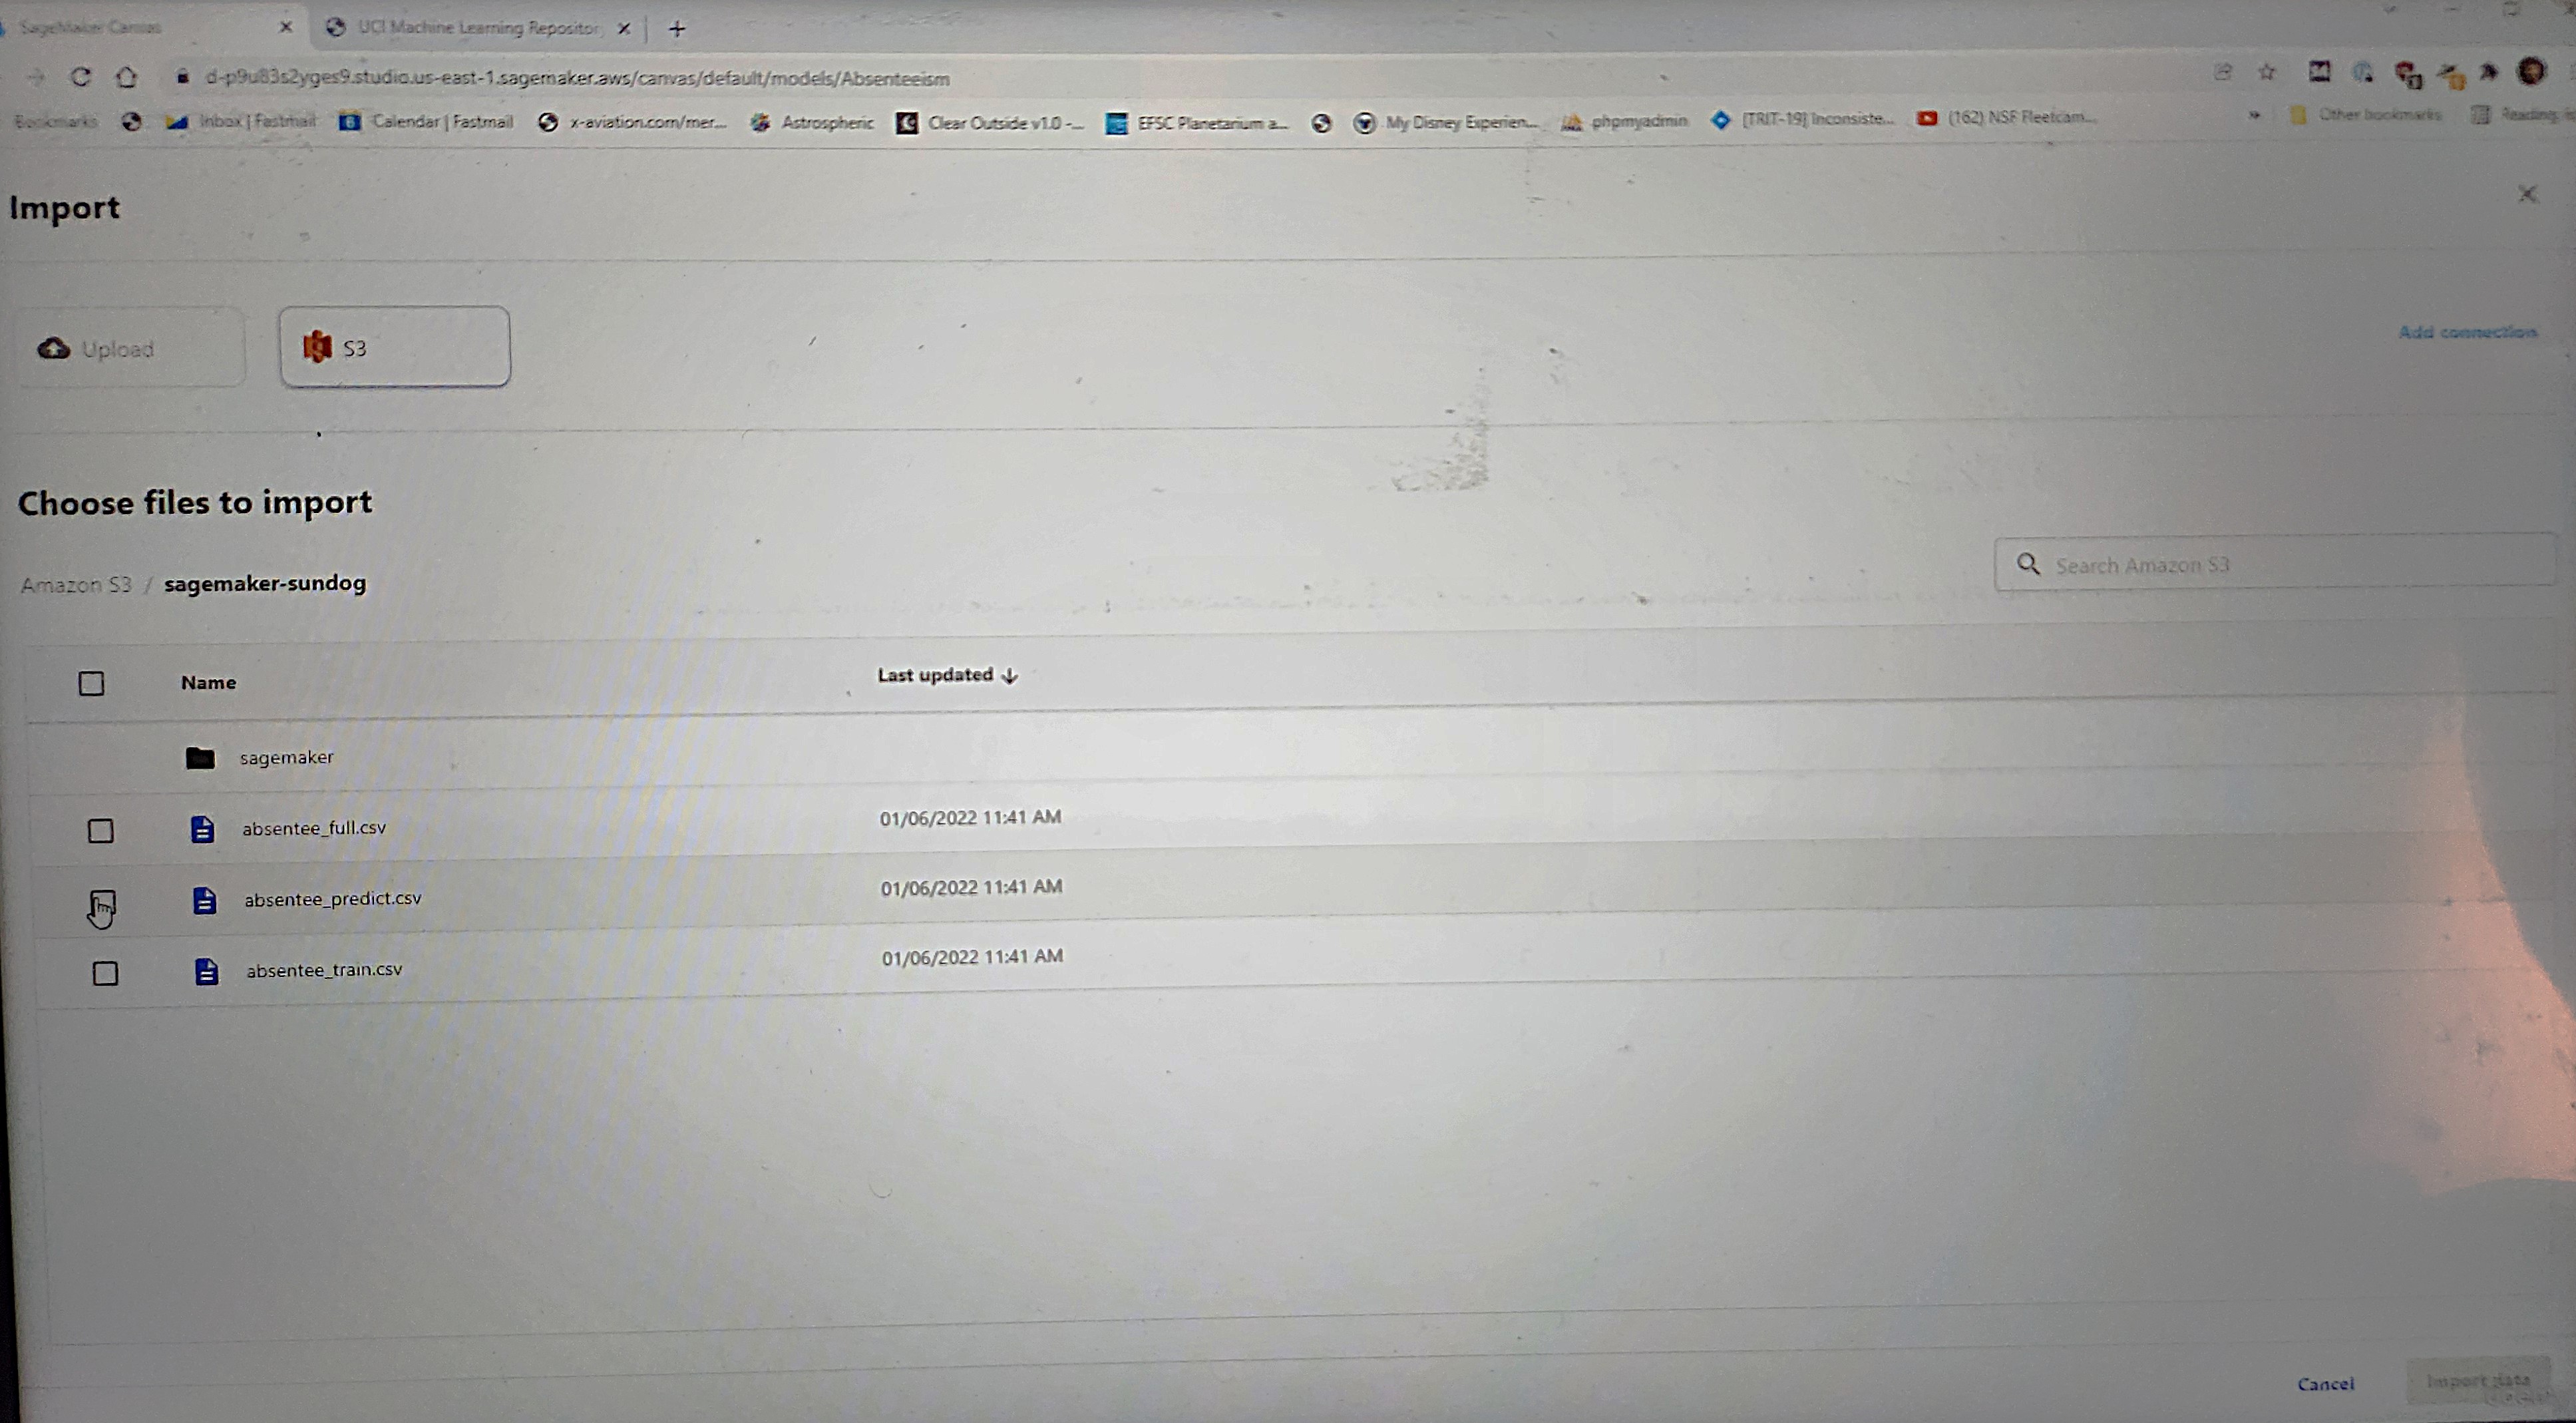 SageMaker Canvas
UCI Machine Learning Repositor
d-p9u83s2yges9.studio.us-east-1.sagemaker.aws/canvas/default/models/Absenteeism
Bookmarks
Inbox | Fastmail
Calendar | Fastmail
x-aviation.com/mer...
Astrospheric
Clear Outside v1.0 -...
EFSC Planetarium a...
My Disney Experien...
phpmyadmin
[TRIT-19] Inconsiste...
(162) NSF Fleetcam...
»
Other bookmarks
Reading
Import
Upload
S3
Add connection
Choose files to import
Amazon S3 / sagemaker-sundog
Search Amazon S3
Name
Last updated
sagemaker
absentee_full.csv
01/06/2022 11:41 AM
absentee_predict.csv
01/06/2022 11:41 AM
absentee_train.csv
01/06/2022 11:41 AM
Cancel
Import data